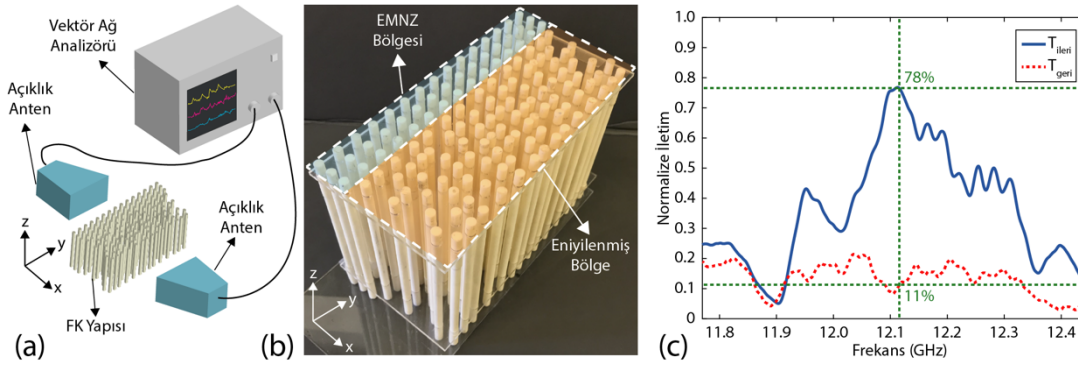 Vektör Ağ
Analizörü
Açıklık
Anten
z
y
x
FK Yapısı
Açıklık
Anten
(a)
EMNZ
Bölgesi
Eniyilenmiş
Bölge
z
y
x
(b)
Normalize İletim
1.0
0.9
0.8
0.7
0.6
0.5
0.4
0.3
0.2
0.1
0
T ileri
T geri
78%
11%
11.8 11.9 12.0 12.1 12.2 12.3 12.4
Frekans (GHz)
(c)